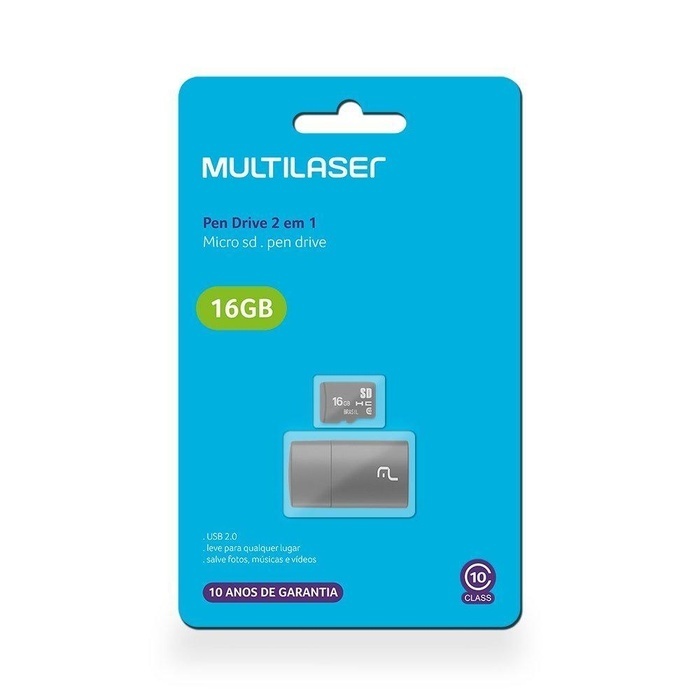 MULTILASER
Pen Drive 2 em 1
Micro sd . pen drive
16GB
16GB
SD
HC
BRASIL
. USB 2.0
. leve para qualquer lugar
. salve fotos, músicas e vídeos
10 ANOS DE GARANTIA
10
CLASS